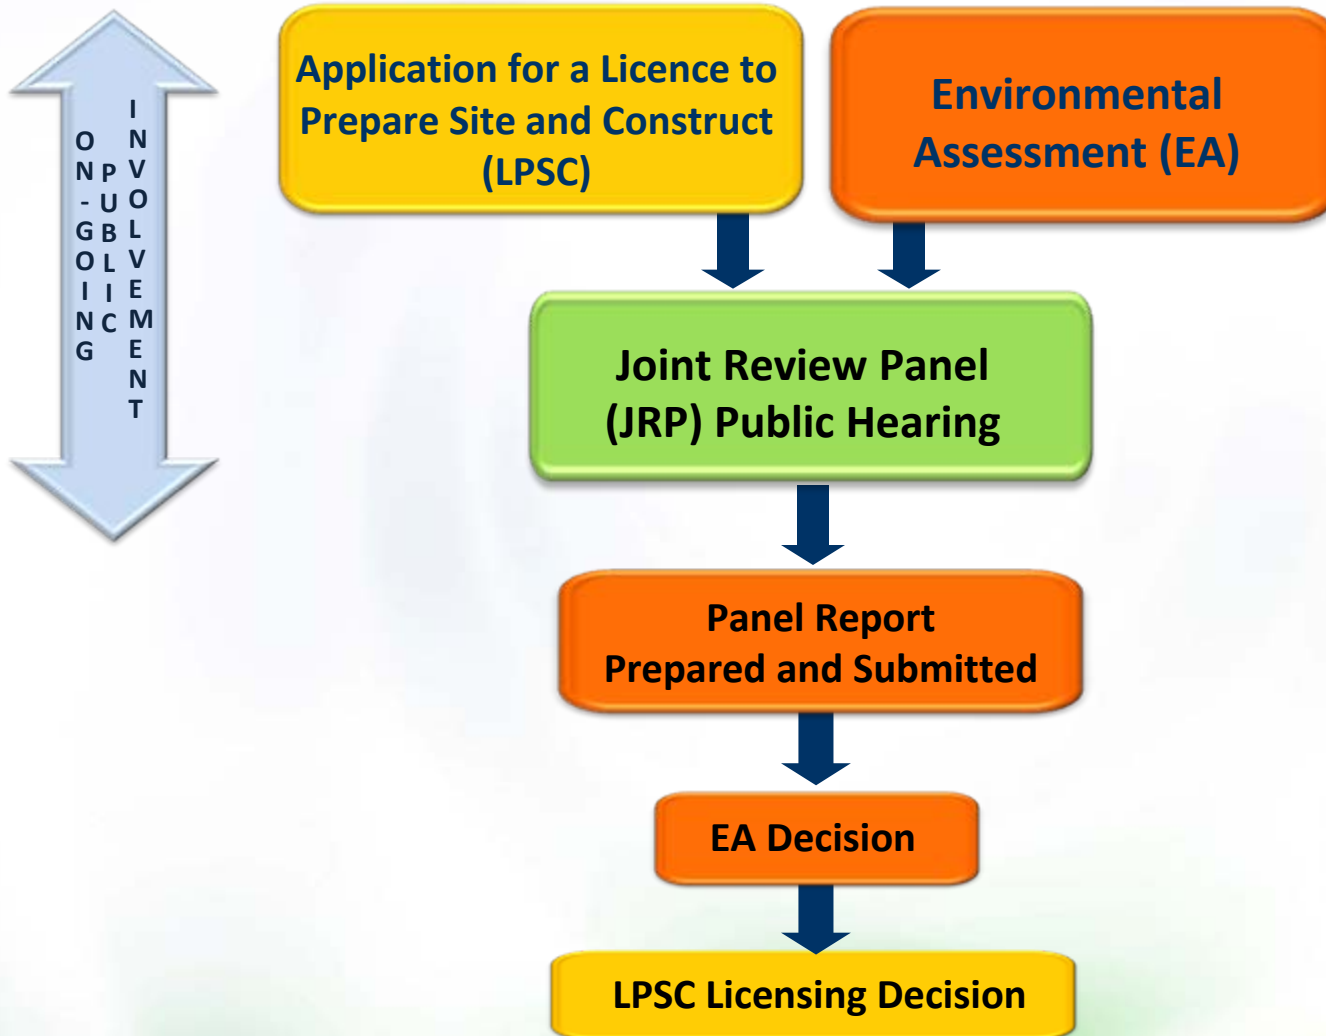 ON-GOING
PUBLIC
INVOLVEMENT
Application for a Licence to
Prepare Site and Construct
(LPSC)
Environmental
Assessment (EA)
Joint Review Panel
(JRP) Public Hearing
Panel Report
Prepared and Submitted
EA Decision
LPSC Licensing Decision